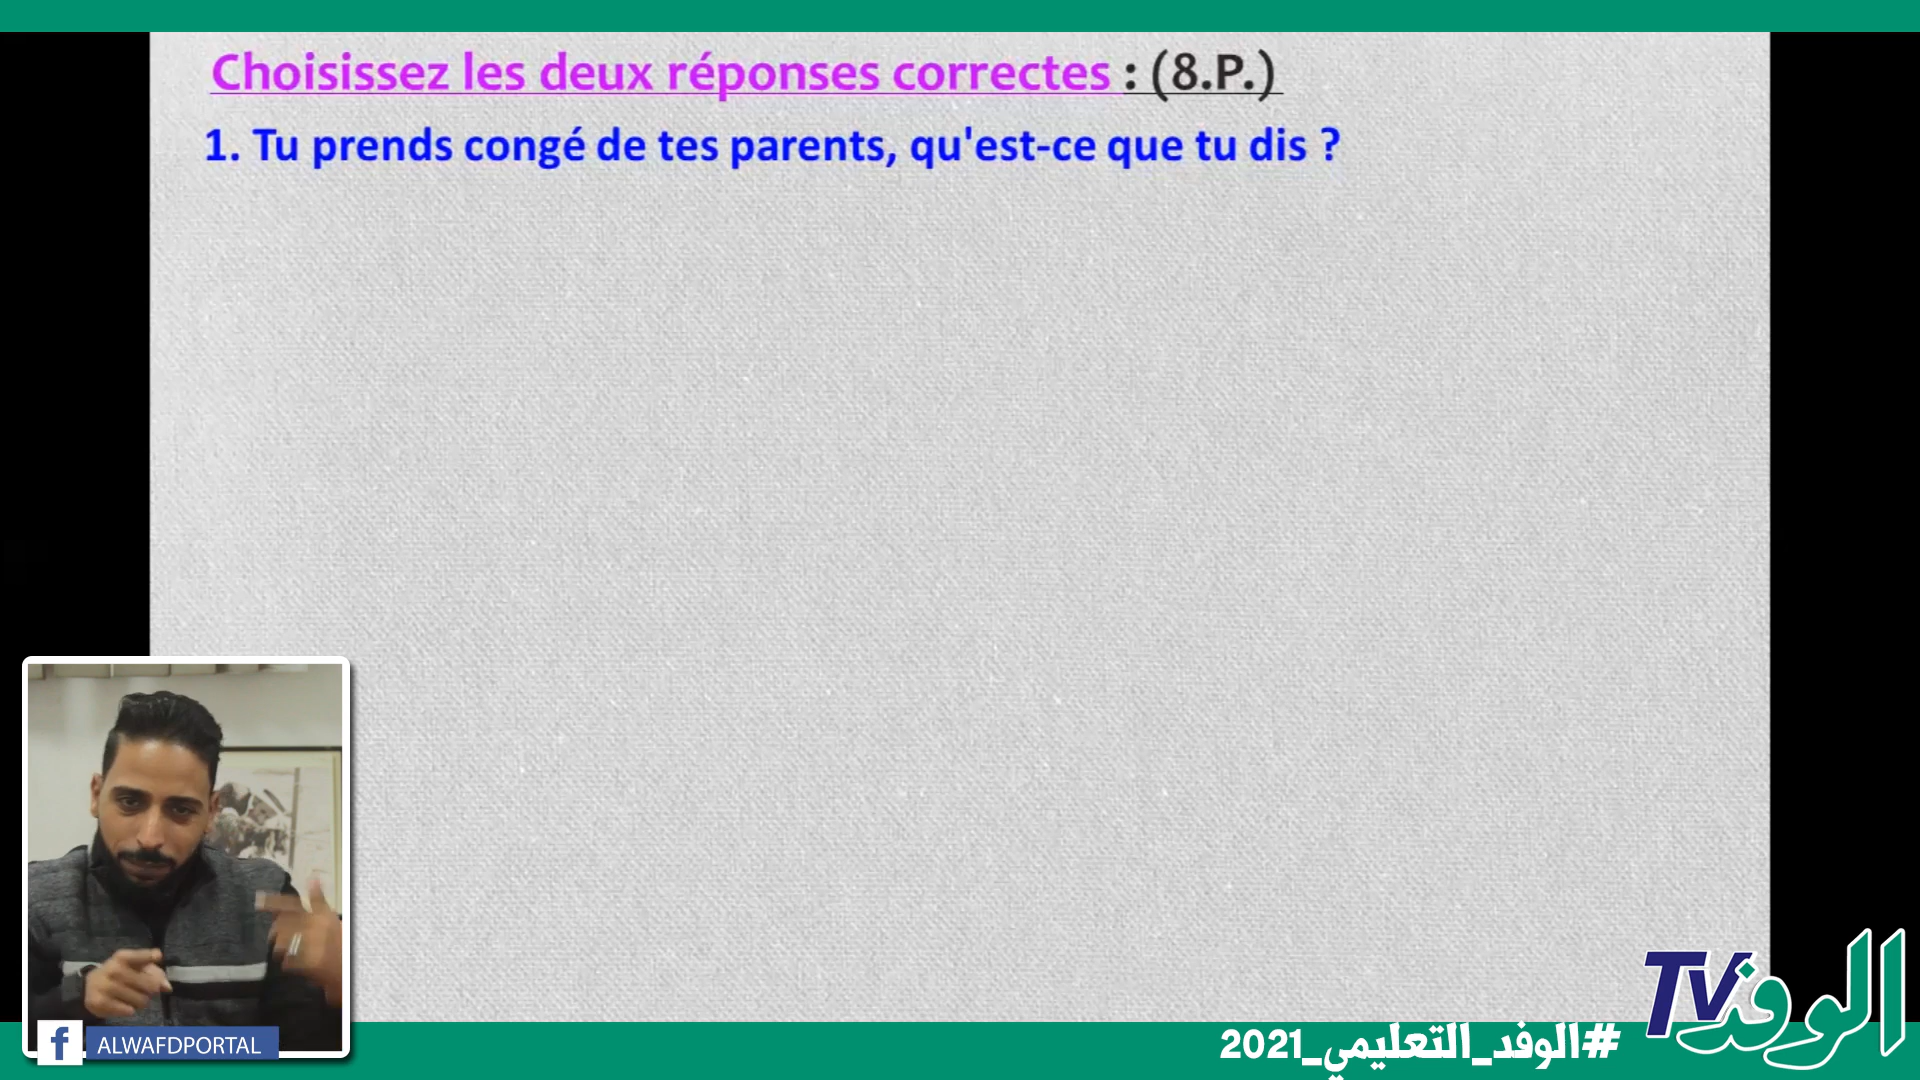 Choisissez les deux réponses correctes : (8.P.)
1. Tu prends congé de tes parents, qu'est-ce que tu dis ?
f ALWAFDPORTAL
#الوفد_التعليمي_2021
الوفد TV